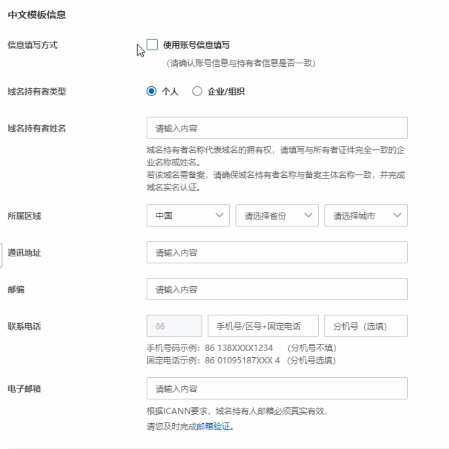 中文模板信息
信息填写方式 使用账号信息填写
（请确认账号信息与持有者信息是否一致）
域名持有者类型 个人 企业/组织
域名持有者姓名 请输入内容
域名持有者名称代表域名的拥有权，请填写与所有者证件完全一致的企
业名称或姓名。
若该域名需备案，请确保域名持有者名称与备案主体名称一致，并完成
域名实名认证。
所属区域 中国 请选择省份 请选择城市
通讯地址 请输入内容
邮编 请输入内容
联系电话 86 手机号/区号+固定电话 分机号（选填）
手机号码示例：86 138XXXX1234 （分机号不填）
固定电话示例：86 01095187XXX 4 （分机号选填）
电子邮箱 请输入内容
根据ICANN要求，域名持有人邮箱必须真实有效，
请您及时完成邮箱验证。